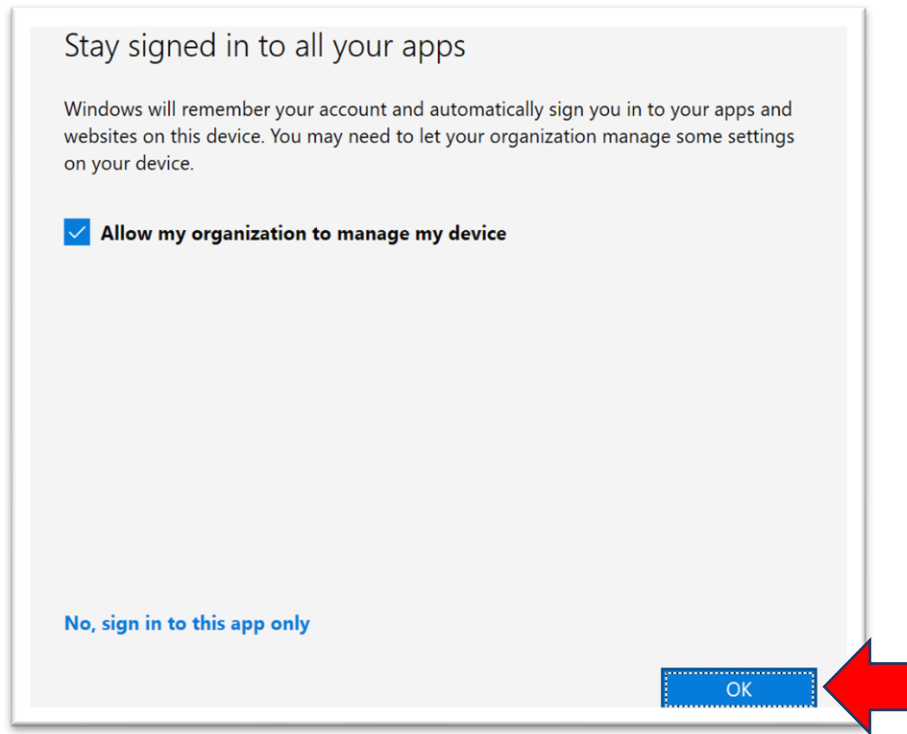 Stay signed in to all your apps
Windows will remember your account and automatically sign you in to your apps and
websites on this device. You may need to let your organization manage some settings
on your device.
Allow my organization to manage my device
No, sign in to this app only
OK